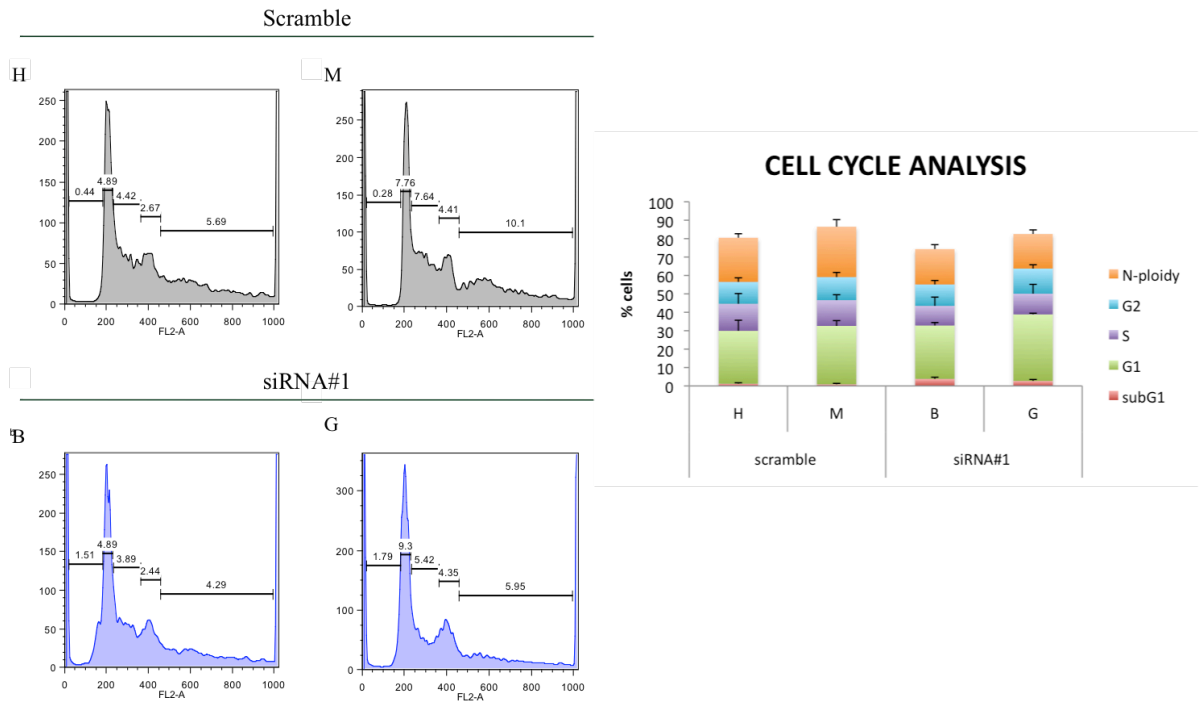 Scramble
H
M
250
200
150
100
50
0
0.44
4.89
4.42
2.67
5.69
0 200 400 600 800 1000
FL2-A
250
200
150
100
50
0
0.28
7.76
7.64
4.41
10.1
0 200 400 600 800 1000
FL2-A
siRNA#1
B
G
250
200
150
100
50
0
1.51
4.89
3.89
2.44
4.29
0 200 400 600 800 1000
FL2-A
300
200
100
0
1.79
9.3
5.42
4.35
5.95
0 200 400 600 800 1000
FL2-A
CELL CYCLE ANALYSIS
% cells
100
90
80
70
60
50
40
30
20
10
0
H M B G
scramble siRNA#1
N-ploidy
G2
S
G1
subG1